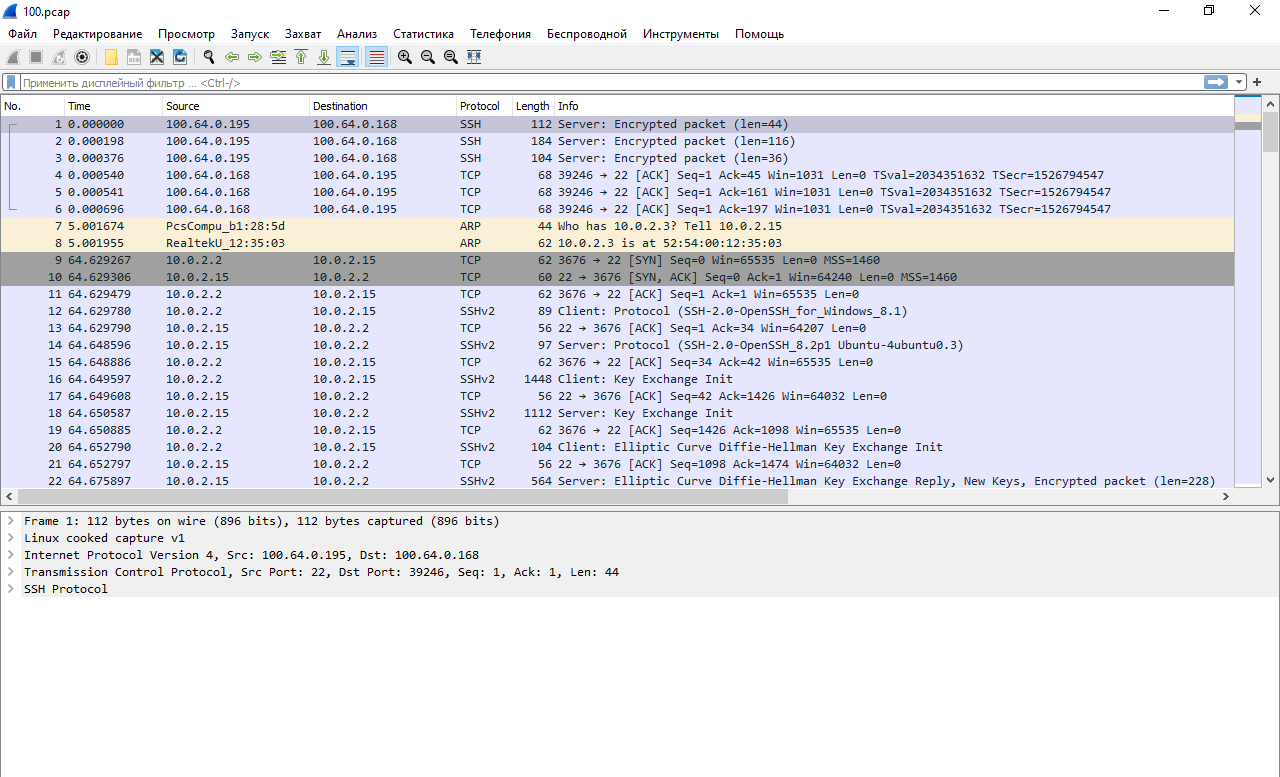 100.pcap
Файл Редактирование Просмотр Запуск Захват Анализ Статистика Телефония Беспроводной Инструменты Помощь
Применить дисплейный фильтр ... <Ctrl-/>
No. Time Source Destination Protocol Length Info
1 0.000000 100.64.0.195 100.64.0.168 SSH 112 Server: Encrypted packet (len=44)
2 0.000198 100.64.0.195 100.64.0.168 SSH 184 Server: Encrypted packet (len=116)
3 0.000376 100.64.0.195 100.64.0.168 SSH 104 Server: Encrypted packet (len=36)
4 0.000540 100.64.0.168 100.64.0.195 TCP 68 39246 → 22 [ACK] Seq=1 Ack=45 Win=1031 Len=0 TSval=2034351632 TSecr=1526794547
5 0.000541 100.64.0.168 100.64.0.195 TCP 68 39246 → 22 [ACK] Seq=1 Ack=161 Win=1031 Len=0 TSval=2034351632 TSecr=1526794547
6 0.000696 100.64.0.168 100.64.0.195 TCP 68 39246 → 22 [ACK] Seq=1 Ack=197 Win=1031 Len=0 TSval=2034351632 TSecr=1526794547
7 5.001674 PcsCompu_b1:28:5d ARP 44 Who has 10.0.2.3? Tell 10.0.2.15
8 5.001955 RealtekU_12:35:03 ARP 62 10.0.2.3 is at 52:54:00:12:35:03
9 64.629267 10.0.2.2 10.0.2.15 TCP 62 3676 → 22 [SYN] Seq=0 Win=65535 Len=0 MSS=1460
10 64.629306 10.0.2.15 10.0.2.2 TCP 60 22 → 3676 [SYN, ACK] Seq=0 Ack=1 Win=64240 Len=0 MSS=1460
11 64.629479 10.0.2.2 10.0.2.15 TCP 62 3676 → 22 [ACK] Seq=1 Ack=1 Win=65535 Len=0
12 64.629780 10.0.2.2 10.0.2.15 SSHv2 89 Client: Protocol (SSH-2.0-OpenSSH_for_Windows_8.1)
13 64.629790 10.0.2.15 10.0.2.2 TCP 56 22 → 3676 [ACK] Seq=1 Ack=34 Win=64207 Len=0
14 64.648596 10.0.2.15 10.0.2.2 SSHv2 97 Server: Protocol (SSH-2.0-OpenSSH_8.2p1 Ubuntu-4ubuntu0.3)
15 64.648886 10.0.2.2 10.0.2.15 TCP 62 3676 → 22 [ACK] Seq=34 Ack=42 Win=65535 Len=0
16 64.649597 10.0.2.2 10.0.2.15 SSHv2 1448 Client: Key Exchange Init
17 64.649608 10.0.2.15 10.0.2.2 TCP 56 22 → 3676 [ACK] Seq=42 Ack=1426 Win=64032 Len=0
18 64.650587 10.0.2.15 10.0.2.2 SSHv2 1112 Server: Key Exchange Init
19 64.650885 10.0.2.2 10.0.2.15 TCP 62 3676 → 22 [ACK] Seq=1426 Ack=1098 Win=65535 Len=0
20 64.652790 10.0.2.2 10.0.2.15 SSHv2 104 Client: Elliptic Curve Diffie-Hellman Key Exchange Init
21 64.652797 10.0.2.15 10.0.2.2 TCP 56 22 → 3676 [ACK] Seq=1098 Ack=1474 Win=64032 Len=0
22 64.675897 10.0.2.15 10.0.2.2 SSHv2 564 Server: Elliptic Curve Diffie-Hellman Key Exchange Reply, New Keys, Encrypted packet (len=228)
Frame 1: 112 bytes on wire (896 bits), 112 bytes captured (896 bits)
Linux cooked capture v1
Internet Protocol Version 4, Src: 100.64.0.195, Dst: 100.64.0.168
Transmission Control Protocol, Src Port: 22, Dst Port: 39246, Seq: 1, Ack: 1, Len: 44
SSH Protocol